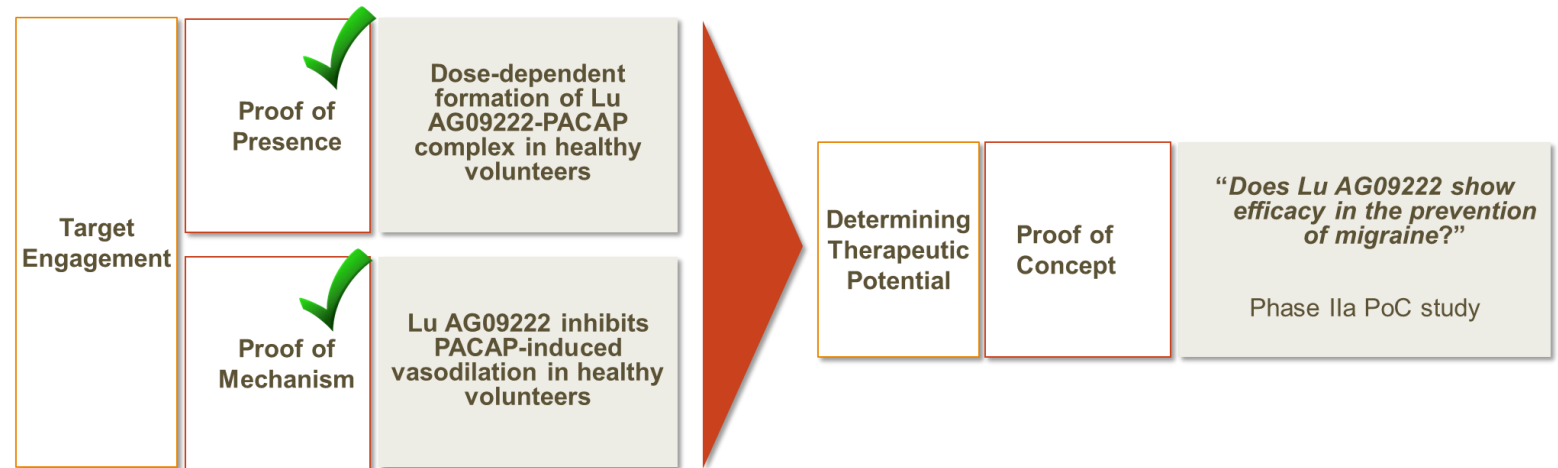 Target
Engagement
Proof of
Presence
Dose-dependent
formation of Lu
AG09222-PACAP
complex in healthy
volunteers
Proof of
Mechanism
Lu AG09222 inhibits
PACAP-induced
vasodilation in healthy
volunteers
Determining
Therapeutic
Potential
Proof of
Concept
“Does Lu AG09222 show
efficacy in the prevention
of migraine?”
Phase IIa PoC study